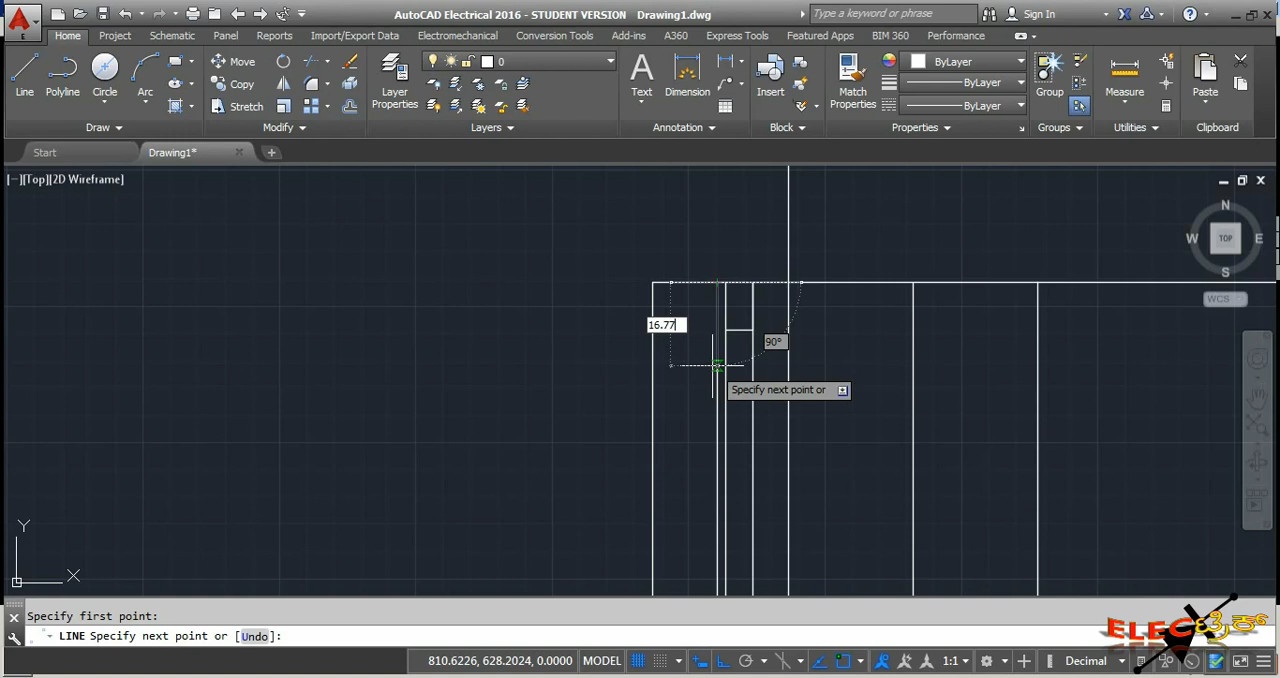 AutoCAD Electrical 2016 - STUDENT VERSION Drawing1.dwg
Type a keyword or phrase
Sign In
Home Project Schematic Panel Reports Import/Export Data Electromechanical Conversion Tools Add-ins A360 Express Tools Featured Apps BIM 360 Performance
Line Polyline Circle Arc
Move
Copy
Stretch
Layer Properties
0
Text Dimension
Insert
Match Properties
ByLayer
ByLayer
ByLayer
Group
Measure
Paste
Draw Modify Layers Annotation Block Properties Groups Utilities Clipboard
Start Drawing1*
[−][Top][2D Wireframe]
N
W TOP E
S
WCS
16.77
90°
Specify next point or
Y
X
Specify first point:
LINE Specify next point or [Undo]:
810.6226, 628.2024, 0.0000 MODEL 1:1 Decimal